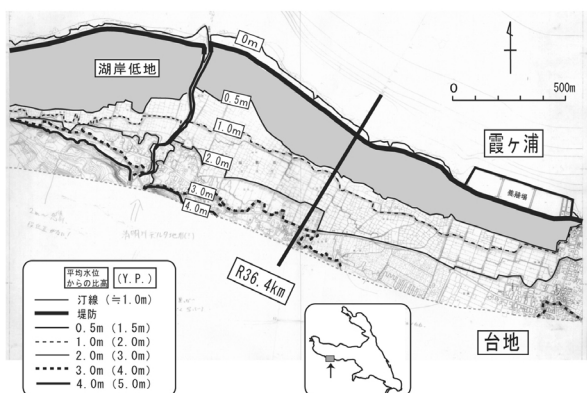 0m
湖岸低地
0 500m
0.5m
1.0m
霞ヶ浦
養殖場
2.0m
3.0m
4.0m
R36.4km
平均水位
からの比高
(Y.P.)
汀線 (≒1.0m)
堤防
0.5m (1.5m)
1.0m (2.0m)
2.0m (3.0m)
3.0m (4.0m)
4.0m (5.0m)
台地